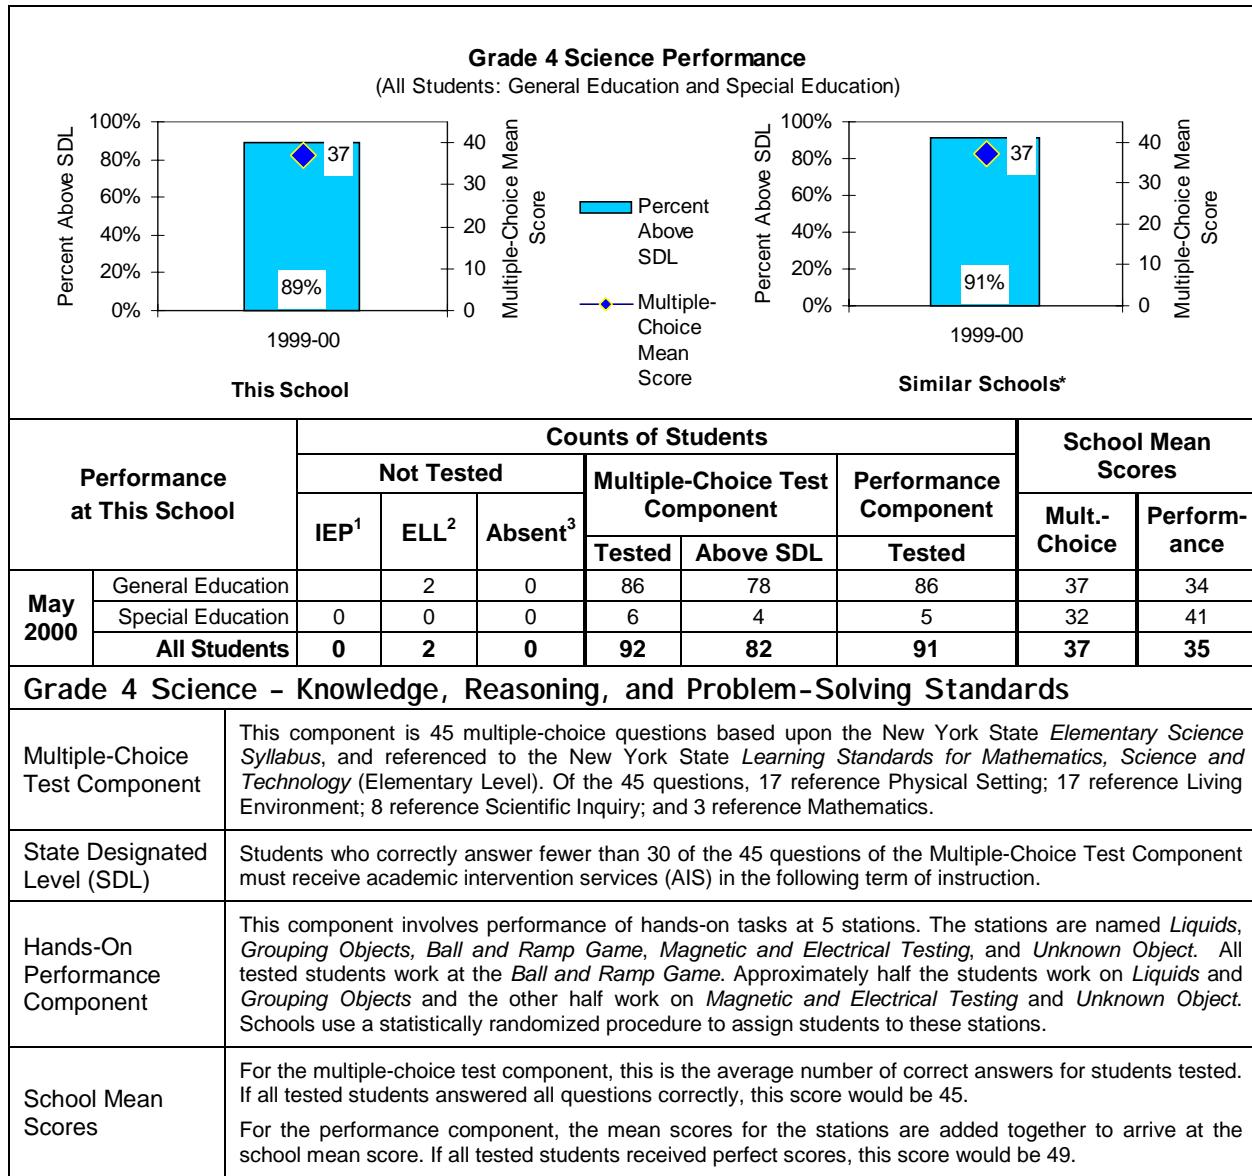 Grade 4 Science Performance
(All Students: General Education and Special Education)
Percent Above SDL
100%
80%
60%
40%
20%
0%
37
89%
40
30
20
10
0
Multiple-Choice Mean
Score
1999-00
This School
Percent
Above
SDL
Multiple-
Choice
Mean
Score
Percent Above SDL
100%
80%
60%
40%
20%
0%
37
91%
40
30
20
10
0
Multiple-Choice Mean
Score
1999-00
Similar Schools*
Performance
at This School
Counts of Students
School Mean
Scores
Not Tested
Multiple-Choice Test
Component
Performance
Component
IEP1 ELL2 Absent3
Tested Above SDL Tested
Mult.-
Choice
Perform-
ance
May
2000
General Education 2 0 86 78 86 37 34
Special Education 0 0 0 6 4 5 32 41
All Students 0 2 0 92 82 91 37 35
Grade 4 Science – Knowledge, Reasoning, and Problem-Solving Standards
Multiple-Choice
Test Component
This component is 45 multiple-choice questions based upon the New York State Elementary Science
Syllabus, and referenced to the New York State Learning Standards for Mathematics, Science and
Technology (Elementary Level). Of the 45 questions, 17 reference Physical Setting; 17 reference Living
Environment; 8 reference Scientific Inquiry; and 3 reference Mathematics.
State Designated
Level (SDL)
Students who correctly answer fewer than 30 of the 45 questions of the Multiple-Choice Test Component
must receive academic intervention services (AIS) in the following term of instruction.
Hands-On
Performance
Component
This component involves performance of hands-on tasks at 5 stations. The stations are named Liquids,
Grouping Objects, Ball and Ramp Game, Magnetic and Electrical Testing, and Unknown Object. All
tested students work at the Ball and Ramp Game. Approximately half the students work on Liquids and
Grouping Objects and the other half work on Magnetic and Electrical Testing and Unknown Object.
Schools use a statistically randomized procedure to assign students to these stations.
School Mean
Scores
For the multiple-choice test component, this is the average number of correct answers for students tested.
If all tested students answered all questions correctly, this score would be 45.
For the performance component, the mean scores for the stations are added together to arrive at the
school mean score. If all tested students received perfect scores, this score would be 49.